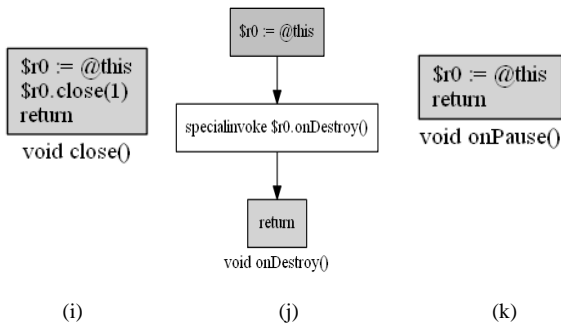 $r0 := @this
$r0.close(1)
return
void close()
$r0 := @this
specialinvoke $r0.onDestroy()
return
void onDestroy()
$r0 := @this
return
void onPause()
(i)
(j)
(k)